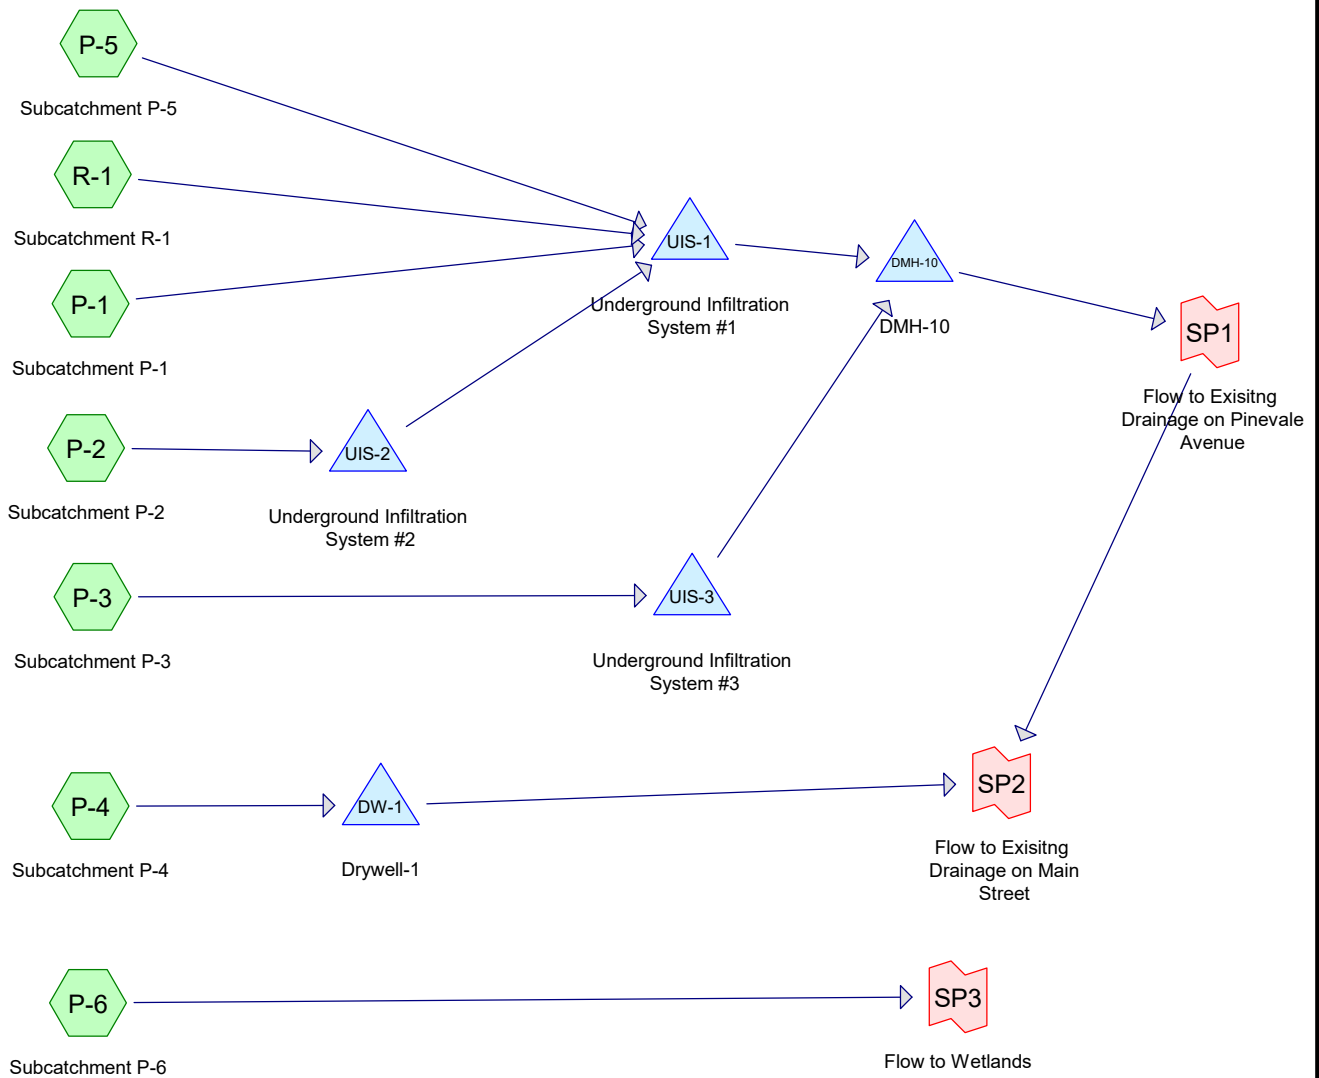 P-5
Subcatchment P-5
R-1
Subcatchment R-1
UIS-1
Underground Infiltration
System #1
DMH-10
DMH-10
P-1
Subcatchment P-1
SP1
Flow to Exisitng
Drainage on Pinevale
Avenue
P-2
Subcatchment P-2
UIS-2
Underground Infiltration
System #2
P-3
Subcatchment P-3
UIS-3
Underground Infiltration
System #3
P-4
Subcatchment P-4
DW-1
Drywell-1
SP2
Flow to Exisitng
Drainage on Main
Street
P-6
Subcatchment P-6
SP3
Flow to Wetlands